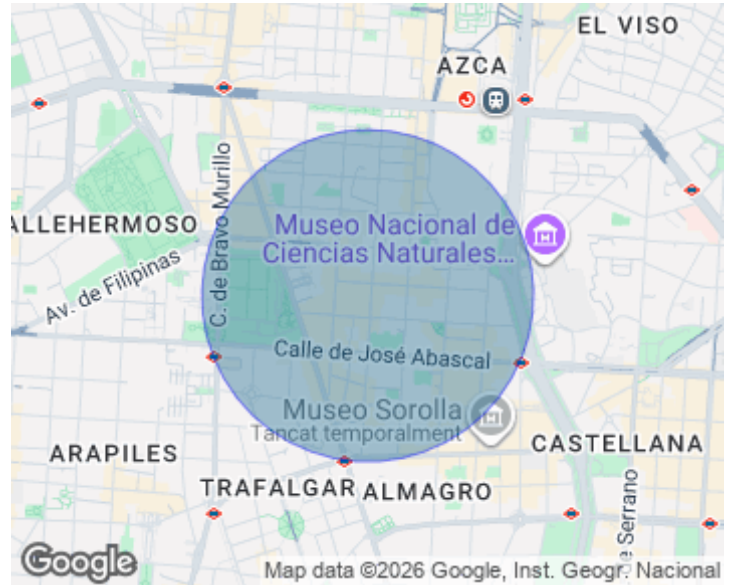 EL VISO
AZCA
C. de Bravo Murillo
ALLEHERMOSO
Museo Nacional de
Ciencias Naturales...
Av. de Filipinas
Calle de José Abascal
Museo Sorolla
Tancat temporalment
ARAPILES
CASTELLANA
TRAFALGAR
ALMAGRO
e Serrano
Google
Map data ©2026 Google, Inst. Geogr. Nacional